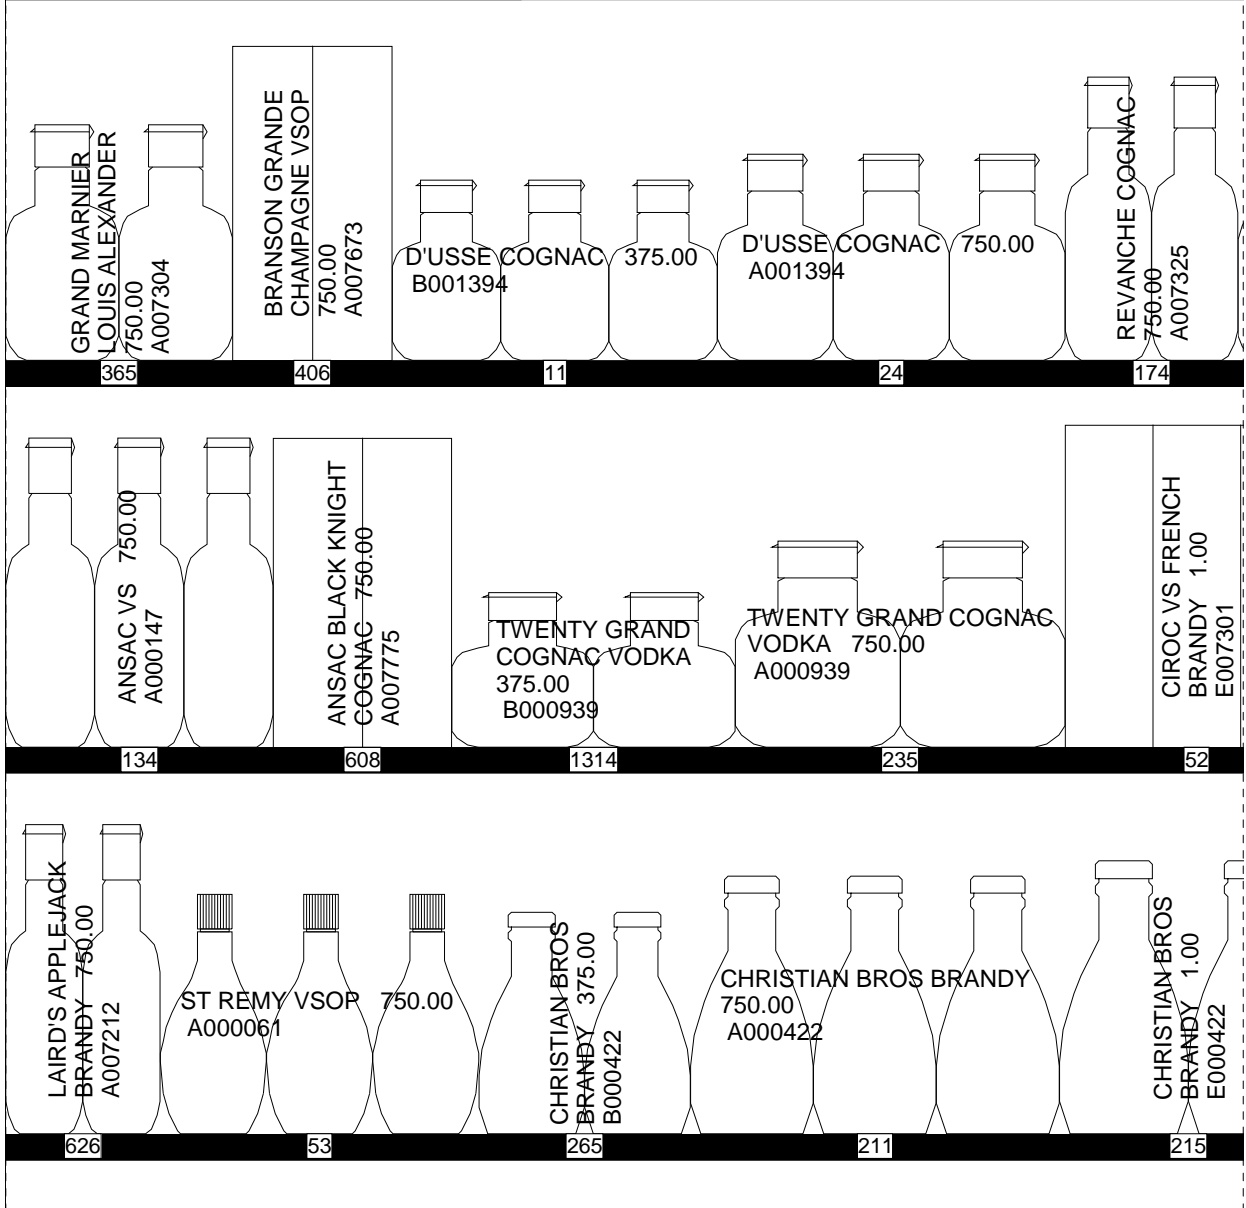 GRAND MARNIER
LOUIS ALEXANDER
750.00
A007304
BRANSON GRANDE
CHAMPAGNE VSOP
750.00
A007673
D'USSE COGNAC 375.00
B001394
D'USSE COGNAC 750.00
A001394
REVANCHE COGNAC
750.00
A007325
365
406
11
24
174
ANSAC VS 750.00
A000147
ANSAC BLACK KNIGHT
COGNAC 750.00
A007775
TWENTY GRAND
COGNAC VODKA
375.00
B000939
TWENTY GRAND COGNAC
VODKA 750.00
A000939
CIROC VS FRENCH
BRANDY 1.00
E007301
134
608
1314
235
52
LAIRD'S APPLEJACK
BRANDY 750.00
A007212
ST REMY VSOP 750.00
A000061
CHRISTIAN BROS
BRANDY 375.00
B000422
CHRISTIAN BROS BRANDY
750.00
A000422
CHRISTIAN BROS
BRANDY 1.00
E000422
626
53
265
211
215